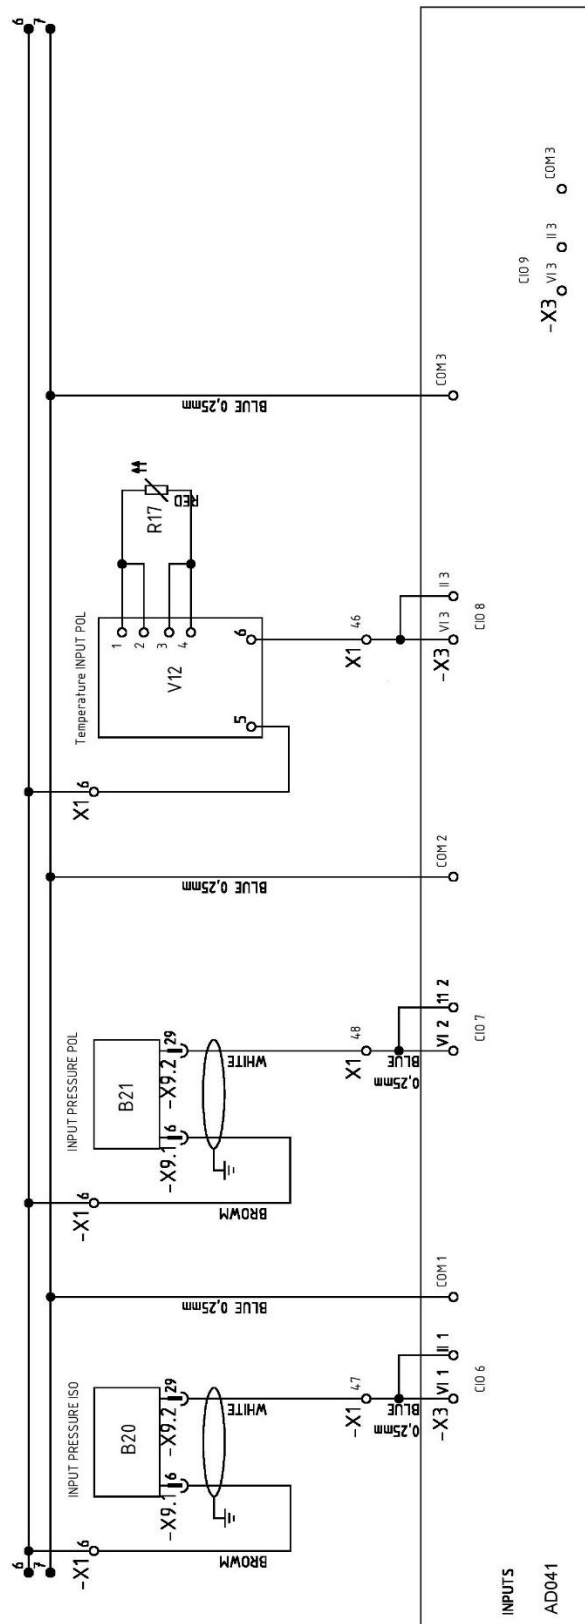 6
7
-X1 6
BROWM
INPUT PRESSURE ISO
B20
-X9.1 6
-X9.2 29
WHITE
-X1 47
BLUE
0,25mm
-X3 VI 1
II 1
CIO 6
BLUE 0,25mm
COM 1
-X1 6
BROWM
INPUT PRESSURE POL
B21
-X9.1 6
-X9.2 29
WHITE
X1 48
BLUE
0,25mm
VI 2
11 2
CIO 7
BLUE 0,25mm
COM 2
X1 6
Temperature INPUT POL
V12
1
2
3
4
5
6
R17
RED
X1 46
-X3 VI 3
II 3
CIO 8
BLUE 0,25mm
COM 3
CIO 9
-X3 VI 3
II 3
COM 3
6
7
INPUTS
AD041